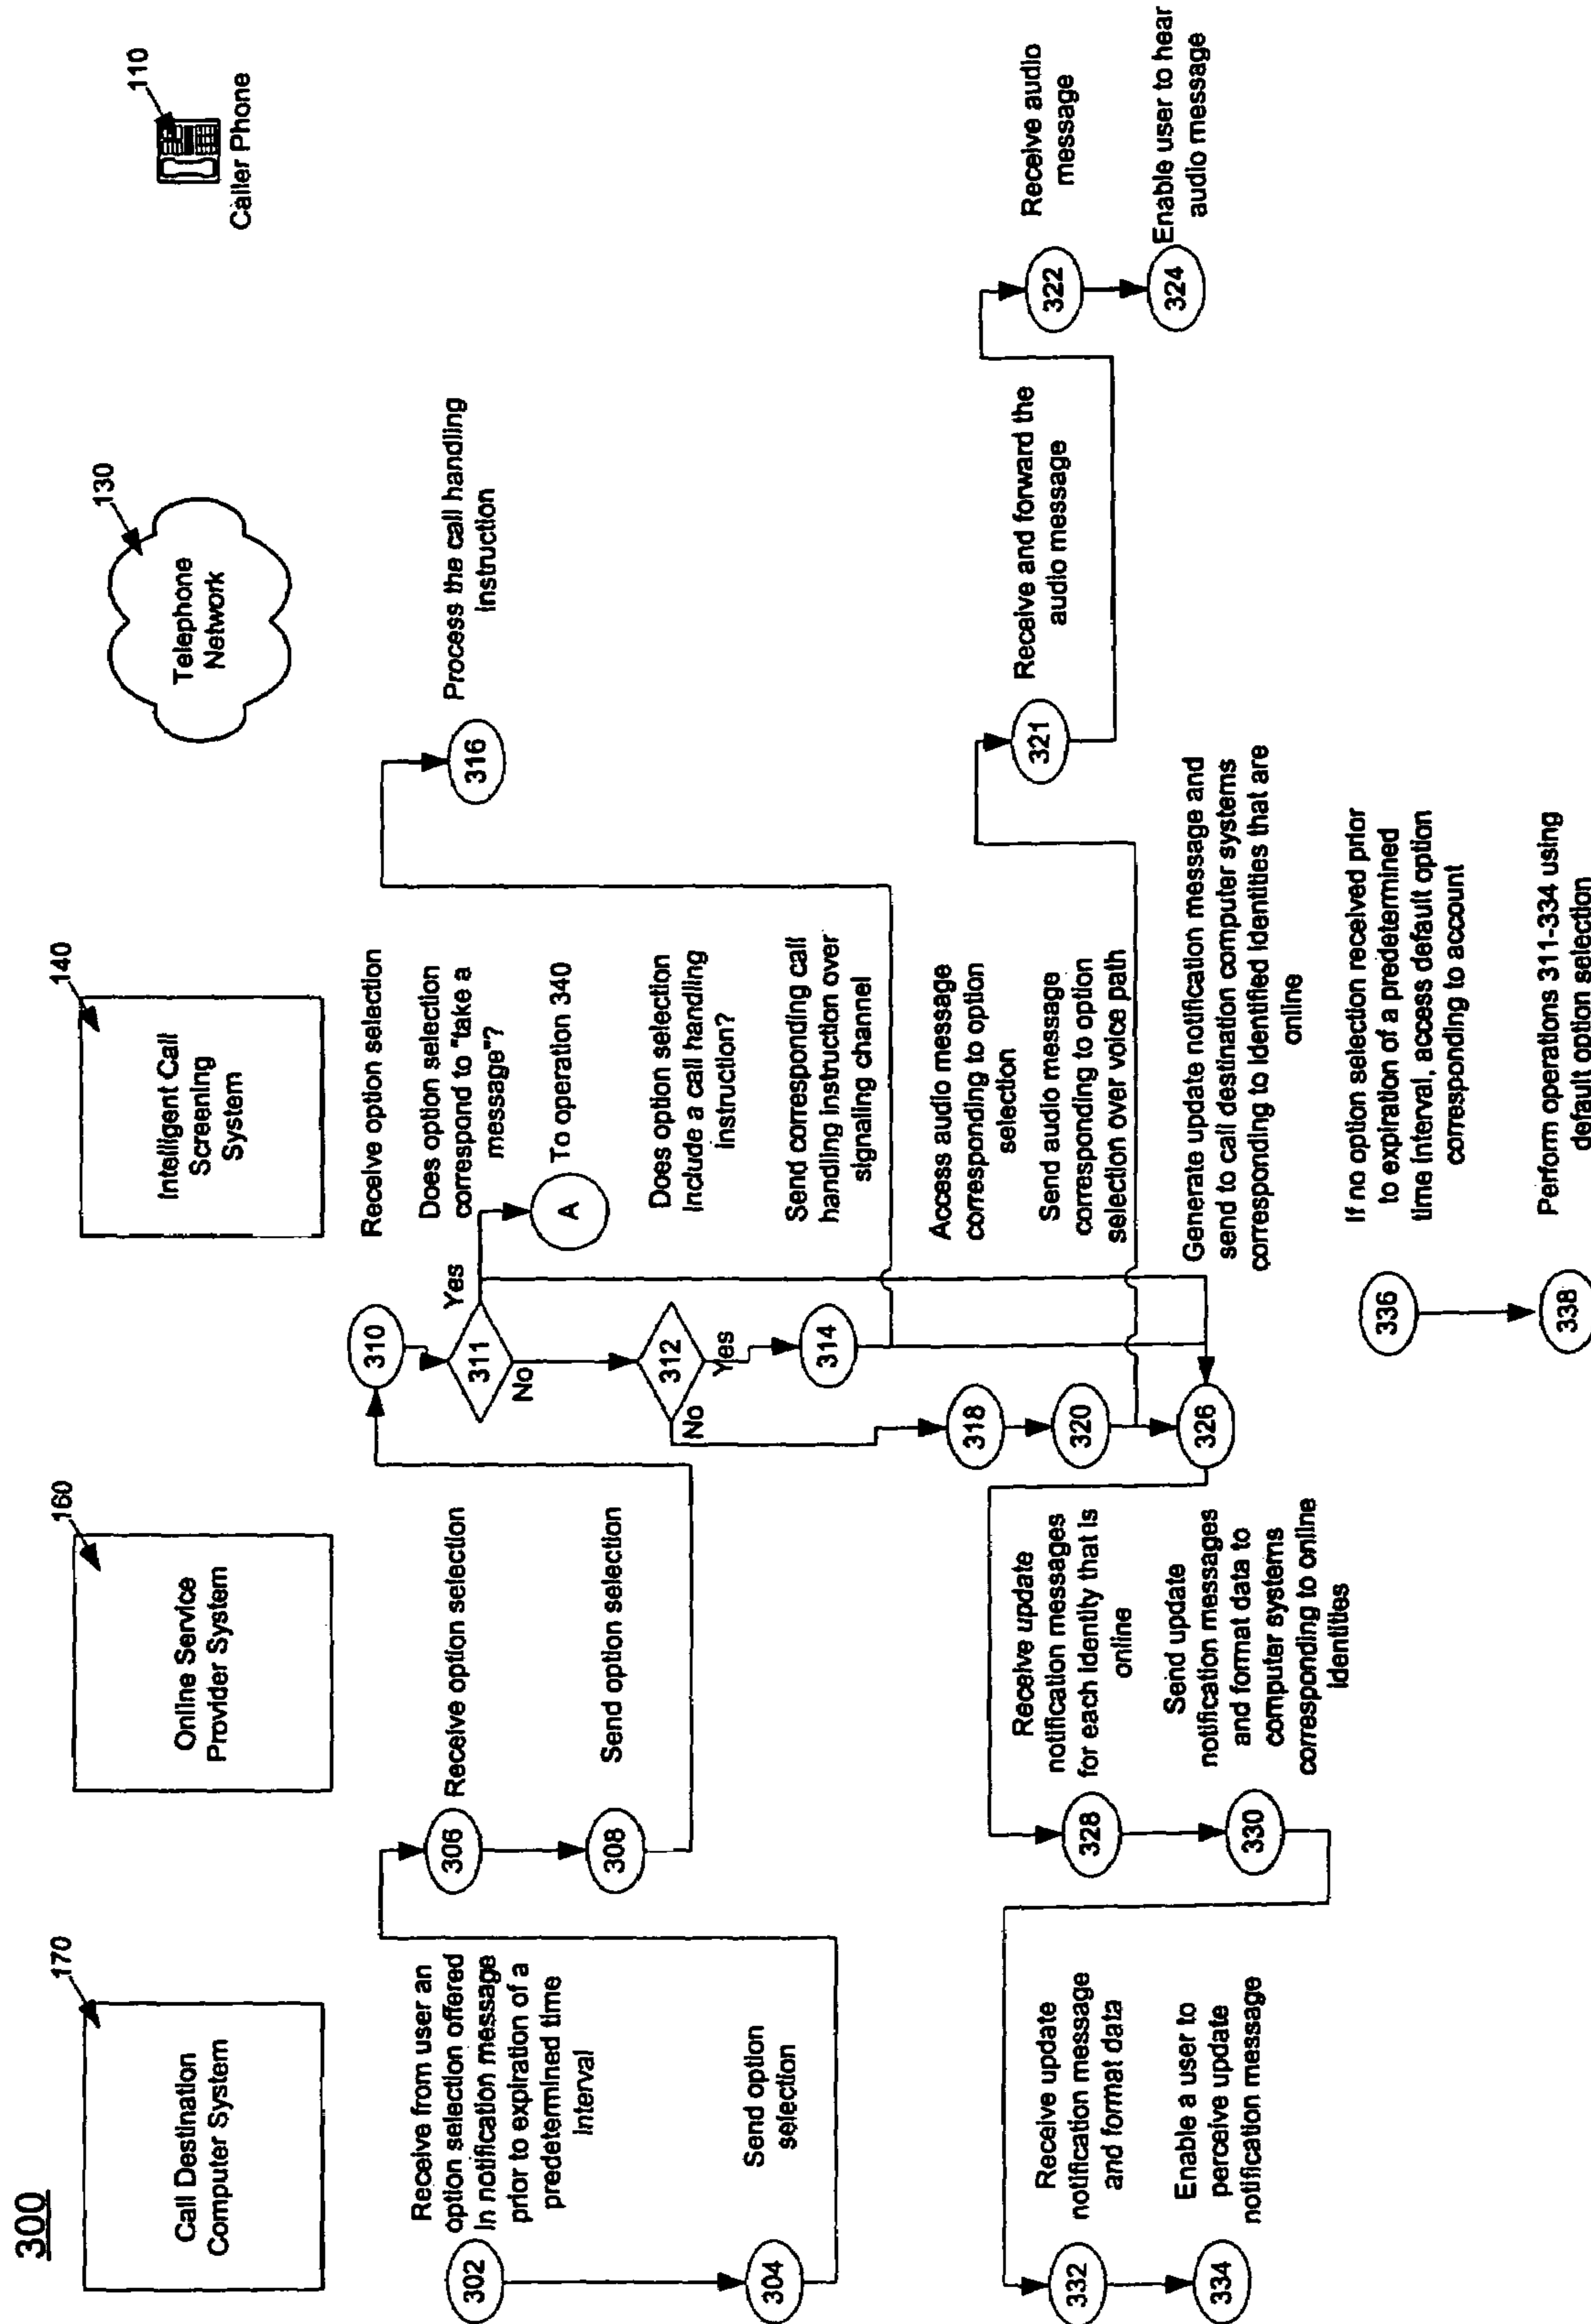 300
170
Call Destination
Computer System
160
Online Service
Provider System
140
Intelligent Call
Screening
System
130
Telephone
Network
110
Caller Phone
302
Receive from user an
option selection offered
in notification message
prior to expiration of a
predetermined time
interval
304
Send option
selection
306
Receive option selection
308
Send option selection
310
Receive option selection
311
Yes
No
Does option selection
correspond to "take a
message"?
A
To operation 340
312
Yes
No
Does option selection
include a call handling
instruction?
314
Send corresponding call
handling instruction over
signaling channel
316
Process the call handling
instruction
318
Access audio message
corresponding to option
selection
320
Send audio message
corresponding to option
selection over voice path
321
Receive and forward the
audio message
322
Receive audio
message
324
Enable user to hear
audio message
326
Generate update notification message and
send to call destination computer systems
corresponding to identified identities that are
online
328
Receive update
notification messages
for each identity that is
online
330
Send update
notification messages
and format data to
computer systems
corresponding to online
identities
332
Receive update
notification message
and format data
334
Enable a user to
perceive update
notification message
336
If no option selection received prior
to expiration of a predetermined
time interval, access default option
corresponding to account
338
Perform operations 311-334 using
default option selection